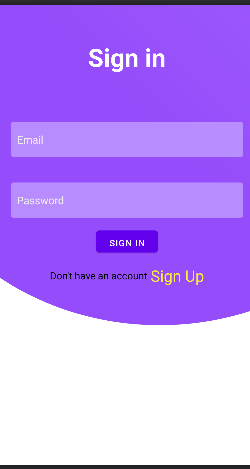 Sign in
Email
Password
SIGN IN
Don't have an account Sign Up